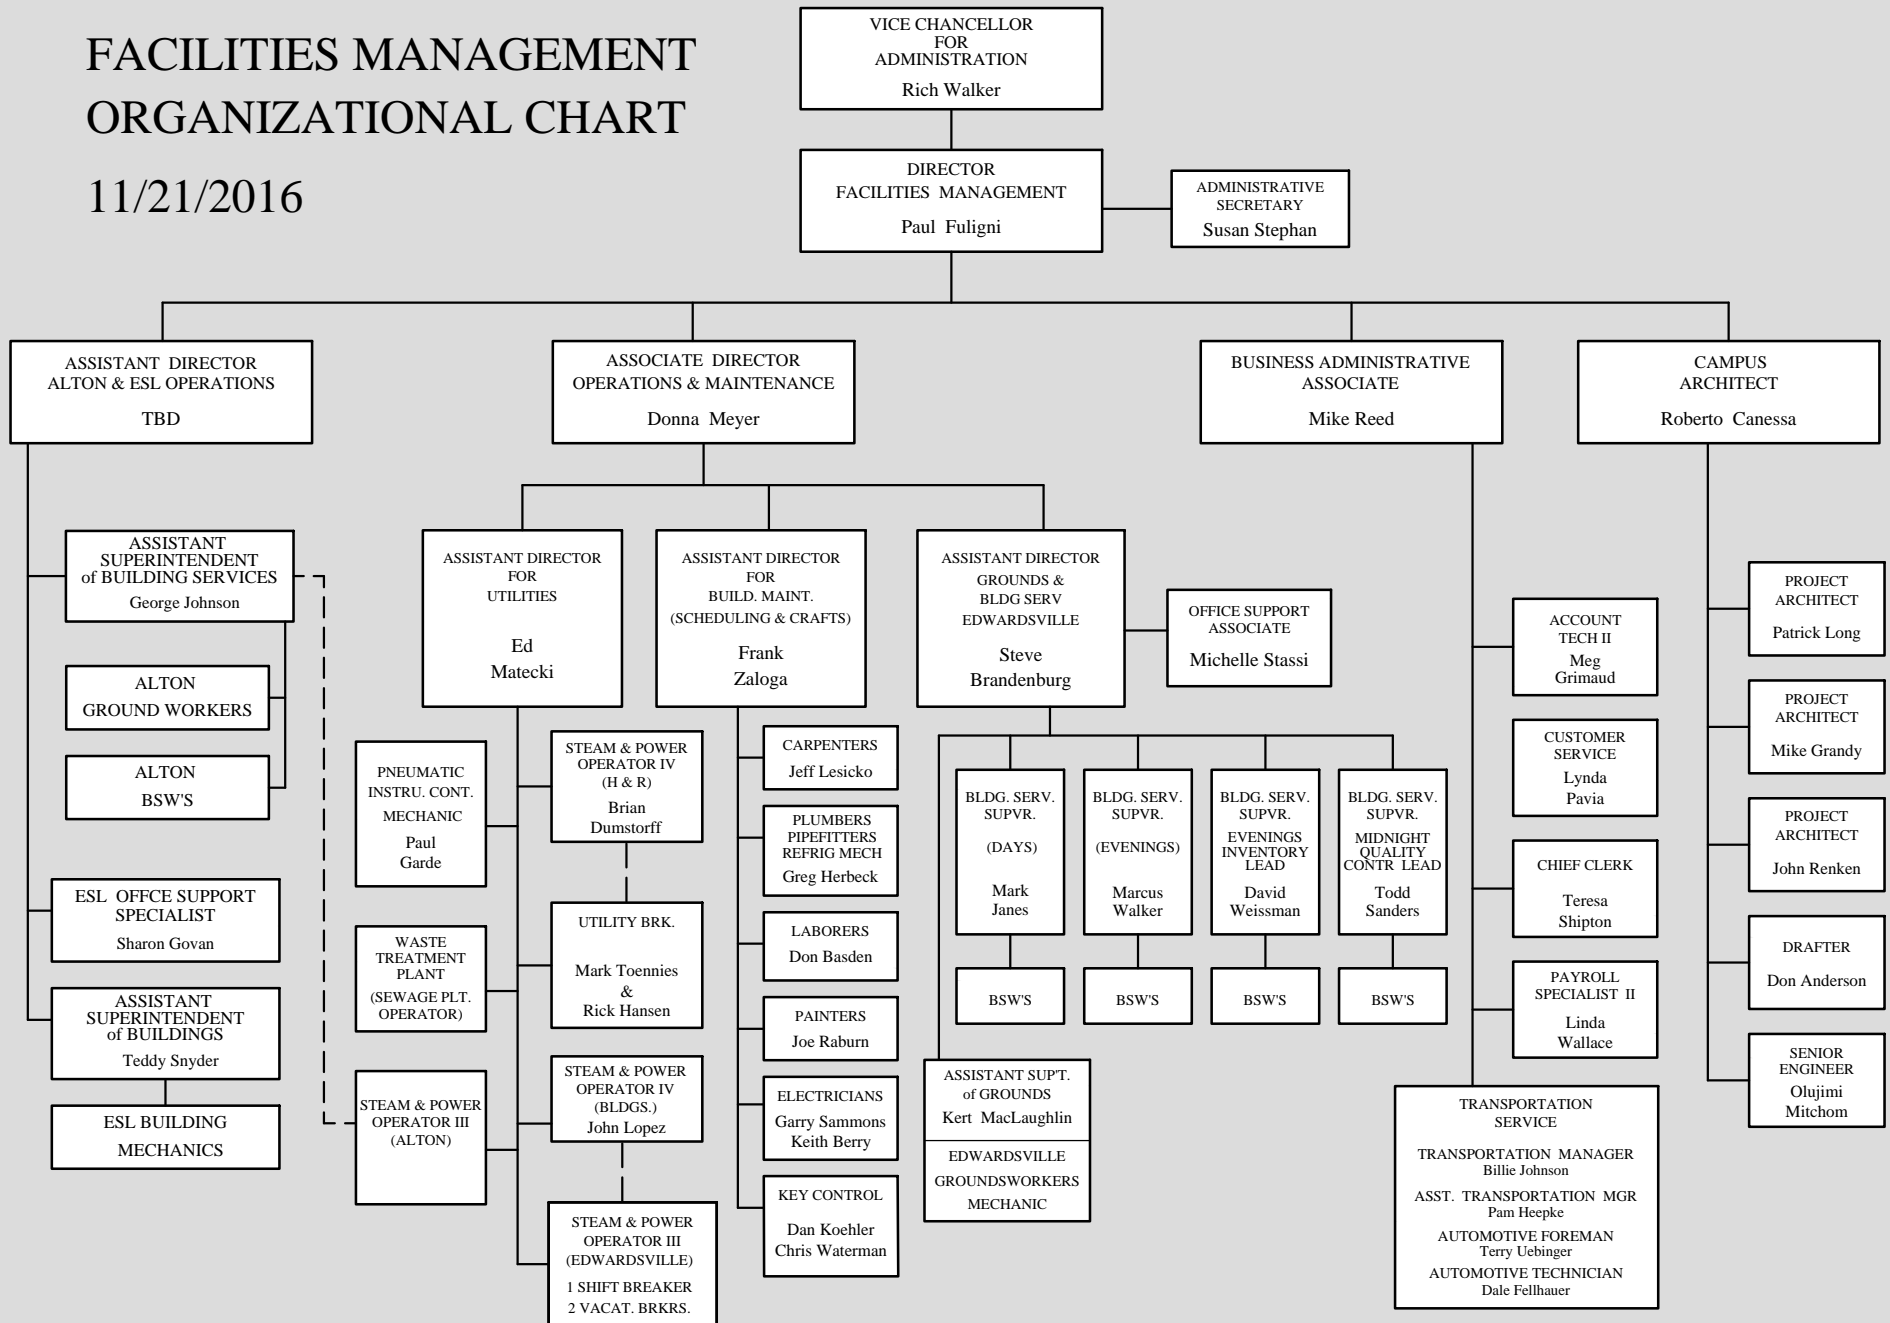 FACILITIES MANAGEMENT
ORGANIZATIONAL CHART
11/21/2016
VICE CHANCELLOR
FOR
ADMINISTRATION
Rich Walker
DIRECTOR
FACILITIES MANAGEMENT
Paul Fuligni
ADMINISTRATIVE
SECRETARY
Susan Stephan
ASSISTANT DIRECTOR
ALTON & ESL OPERATIONS
TBD
ASSOCIATE DIRECTOR
OPERATIONS & MAINTENANCE
Donna Meyer
BUSINESS ADMINISTRATIVE
ASSOCIATE
Mike Reed
CAMPUS
ARCHITECT
Roberto Canessa
ASSISTANT
SUPERINTENDENT
of BUILDING SERVICES
George Johnson
ALTON
GROUND WORKERS
ALTON
BSW'S
ESL OFFCE SUPPORT
SPECIALIST
Sharon Govan
ASSISTANT
SUPERINTENDENT
of BUILDINGS
Teddy Snyder
ESL BUILDING
MECHANICS
ASSISTANT DIRECTOR
FOR
UTILITIES
Ed
Matecki
PNEUMATIC
INSTRU. CONT.
MECHANIC
Paul
Garde
WASTE
TREATMENT
PLANT
(SEWAGE PLT.
OPERATOR)
STEAM & POWER
OPERATOR III
(ALTON)
STEAM & POWER
OPERATOR IV
(H & R)
Brian
Dumstorff
UTILITY BRK.
Mark Toennies
&
Rick Hansen
STEAM & POWER
OPERATOR IV
(BLDGS.)
John Lopez
STEAM & POWER
OPERATOR III
(EDWARDSVILLE)
1 SHIFT BREAKER
2 VACAT. BRKRS.
ASSISTANT DIRECTOR
FOR
BUILD. MAINT.
(SCHEDULING & CRAFTS)
Frank
Zaloga
CARPENTERS
Jeff Lesicko
PLUMBERS
PIPEFITTERS
REFRIG MECH
Greg Herbeck
LABORERS
Don Basden
PAINTERS
Joe Raburn
ELECTRICIANS
Garry Sammons
Keith Berry
KEY CONTROL
Dan Koehler
Chris Waterman
ASSISTANT DIRECTOR
GROUNDS &
BLDG SERV
EDWARDSVILLE
Steve
Brandenburg
OFFICE SUPPORT
ASSOCIATE
Michelle Stassi
BLDG. SERV.
SUPVR.
(DAYS)
Mark
Janes
BSW'S
BLDG. SERV.
SUPVR.
(EVENINGS)
Marcus
Walker
BSW'S
BLDG. SERV.
SUPVR.
EVENINGS
INVENTORY
LEAD
David
Weissman
BSW'S
BLDG. SERV.
SUPVR.
MIDNIGHT
QUALITY
CONTR LEAD
Todd
Sanders
BSW'S
ASSISTANT SUP'T.
of GROUNDS
Kert MacLaughlin
EDWARDSVILLE
GROUNDSWORKERS
MECHANIC
ACCOUNT
TECH II
Meg
Grimaud
CUSTOMER
SERVICE
Lynda
Pavia
CHIEF CLERK
Teresa
Shipton
PAYROLL
SPECIALIST II
Linda
Wallace
TRANSPORTATION
SERVICE
TRANSPORTATION MANAGER
Billie Johnson
ASST. TRANSPORTATION MGR
Pam Heepke
AUTOMOTIVE FOREMAN
Terry Uebinger
AUTOMOTIVE TECHNICIAN
Dale Fellhauer
PROJECT
ARCHITECT
Patrick Long
PROJECT
ARCHITECT
Mike Grandy
PROJECT
ARCHITECT
John Renken
DRAFTER
Don Anderson
SENIOR
ENGINEER
Olujimi
Mitchom